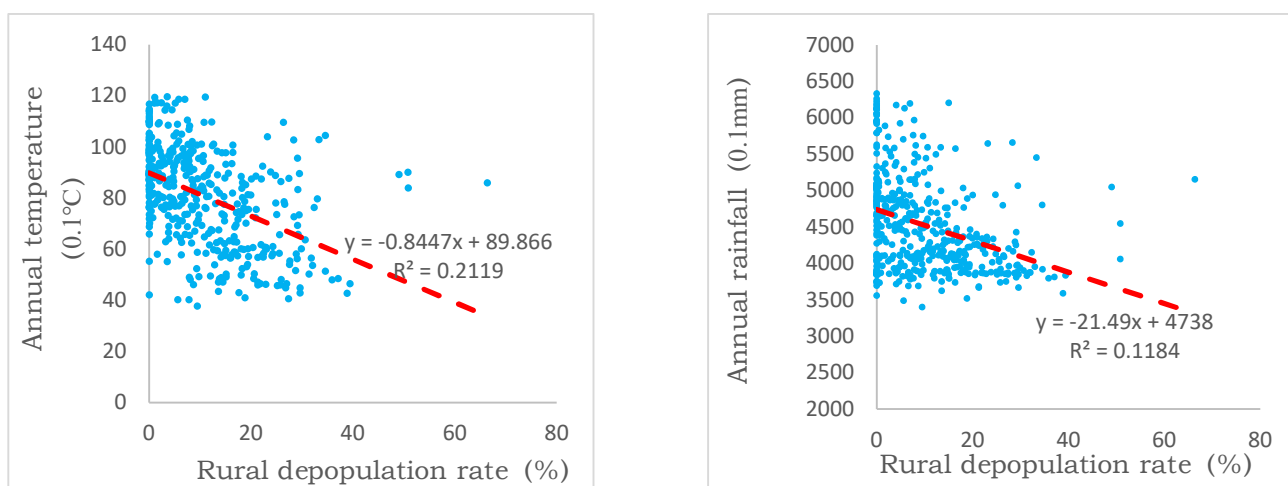 Annual temperature
(0.1℃)
140
120
100
80
60
40
20
0
y = -0.8447x + 89.866
R² = 0.2119
0 20 40 60 80
Rural depopulation rate (%)
Annual rainfall (0.1mm)
7000
6500
6000
5500
5000
4500
4000
3500
3000
2500
2000
y = -21.49x + 4738
R² = 0.1184
0 20 40 60 80
Rural depopulation rate (%)